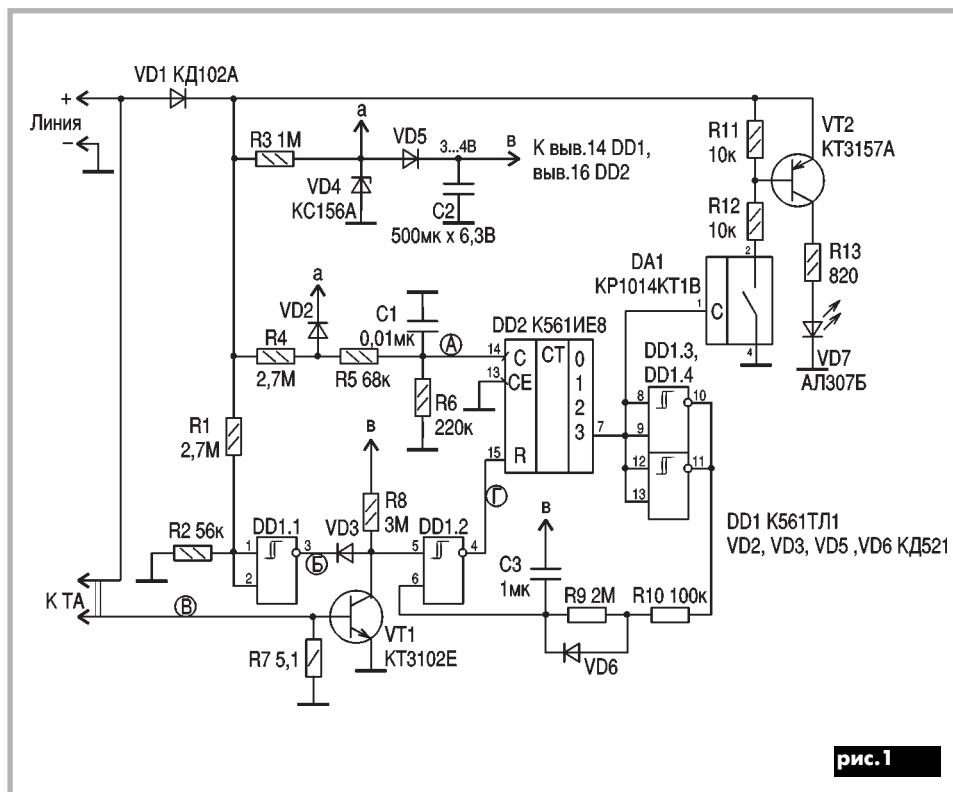 VD1 КД102А
+
Линия
−
R3 1M
а
VD5
3...4В
в
К выв.14 DD1,
выв.16 DD2
VD4
КС156А
C2
500мк x 6,3В
R11
10к
VT2
КТ3157А
R12
10к
2
R13
820
DA1
КР1014КТ1В
1
C
4
VD7
АЛ307Б
а
VD2
R4
2,7М
C1
0,01мк
R5 68к
А
R6
220к
DD2 К561ИЕ8
14
C
13
CE
15
R
CT
0
1
2
3
7
DD1.3,
DD1.4
8
9
10
12
13
11
R1
2,7М
в
R8
3М
Г
R2 56к
1
2
DD1.1
3
Б
VD3
5
6
DD1.2
4
DD1 К561ТЛ1
VD2, VD3, VD5 ,VD6 КД521
в
C3
1мк
R9 2M
R10 100к
VD6
К ТА
В
R7 5,1
VT1
КТ3102Е
рис.1